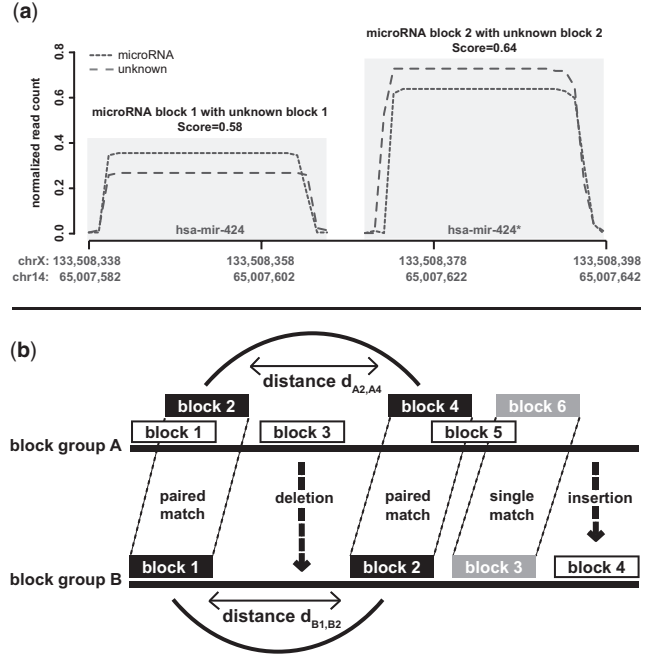 (a)
microRNA block 2 with unknown block 2
Score=0.64
microRNA
unknown
microRNA block 1 with unknown block 1
Score=0.58
normalized read count
0.8
0.6
0.4
0.2
0.0
hsa-mir-424
hsa-mir-424*
chrX: 133,508,338 133,508,358 133,508,378 133,508,398
chr14: 65,007,582 65,007,602 65,007,622 65,007,642
(b)
distance dA2,A4
block 2 block 4 block 6
block 1 block 3 block 5
block group A
paired match
deletion
paired match
single match
insertion
block 1 block 2 block 3 block 4
block group B
distance dB1,B2